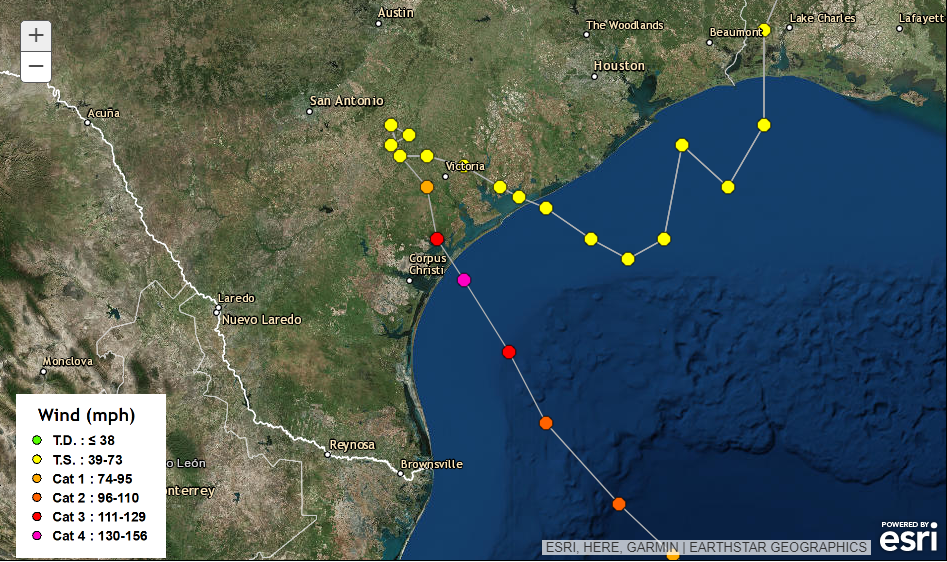 +
Austin
The Woodlands
Lake Charles
Lafayett
Beaumont
−
Houston
San Antonio
Acuña
Victoria
Corpus
Christi
Laredo
Nuevo Laredo
Monclova
Wind (mph)
T.D. : ≤ 38
T.S. : 39-73
Cat 1 : 74-95
Cat 2 : 96-110
Cat 3 : 111-129
Cat 4 : 130-156
Reynosa
Brownsville
o León
onterrey
POWERED BY
esri
ESRI, HERE, GARMIN | EARTHSTAR GEOGRAPHICS